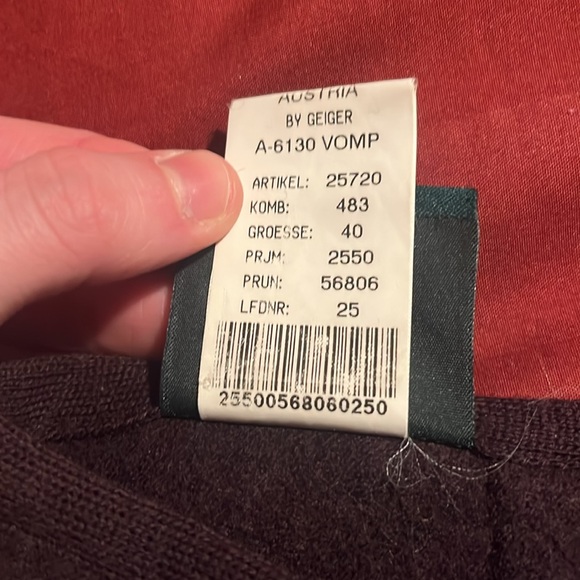 AUSTRIA
BY GEIGER
A-6130 VOMP
ARTIKEL: 25720
KOMB: 483
GROESSE: 40
PRJM: 2550
PRUN: 56806
LFDNR: 25
25500568060250